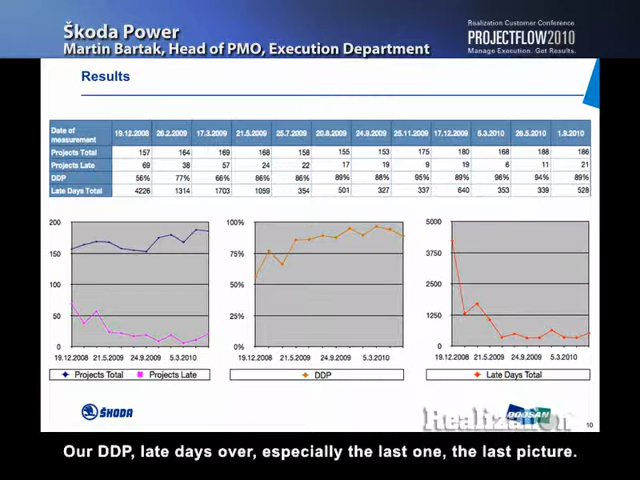 Škoda Power
Martin Bartak, Head of PMO, Execution Department
Realization Customer Conference
PROJECTFLOW2010
Manage Execution. Get Results.
Results
Date of measurement 19.12.2008 26.2.2009 17.3.2009 21.5.2009 25.7.2009 20.8.2009 24.9.2009 25.11.2009 17.12.2009 5.3.2010 26.5.2010 1.9.2010
Projects Total 157 164 169 168 158 155 153 175 180 168 188 186
Projects Late 69 38 57 24 22 17 19 9 19 6 11 21
DDP 56% 77% 66% 86% 86% 89% 88% 95% 89% 96% 94% 89%
Late Days Total 4226 1314 1703 1059 354 501 327 337 640 353 339 528
200
150
100
50
0
19.12.2008 21.5.2009 24.9.2009 5.3.2010
Projects Total Projects Late
100%
75%
50%
25%
0%
19.12.2008 21.5.2009 24.9.2009 5.3.2010
DDP
5000
3750
2500
1250
0
19.12.2008 21.5.2009 24.9.2009 5.3.2010
Late Days Total
ŠKODA
DOOSAN
Realization
10
Our DDP, late days over, especially the last one, the last picture.